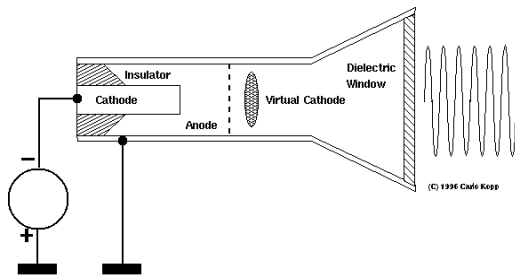 Insulator
Cathode
Anode
Virtual Cathode
Dielectric
Window
−
+
(C) 1996 Carlo Kopp